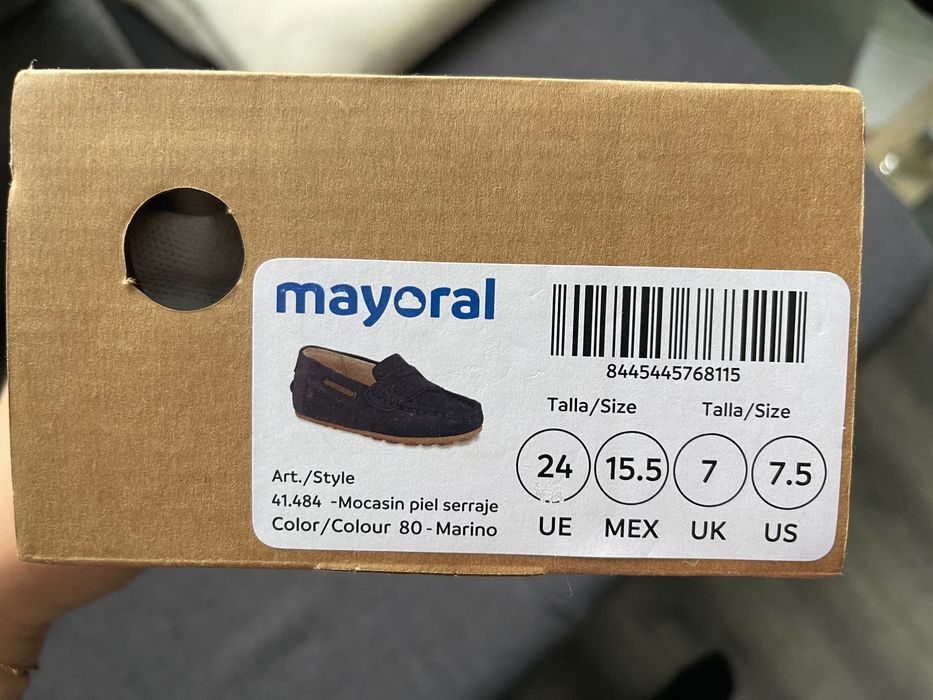 mayoral
8445445768115
Talla/Size Talla/Size
24 15.5 7 7.5
UE MEX UK US
Art./Style
41.484 -Mocasin piel serraje
Color/Colour 80 - Marino